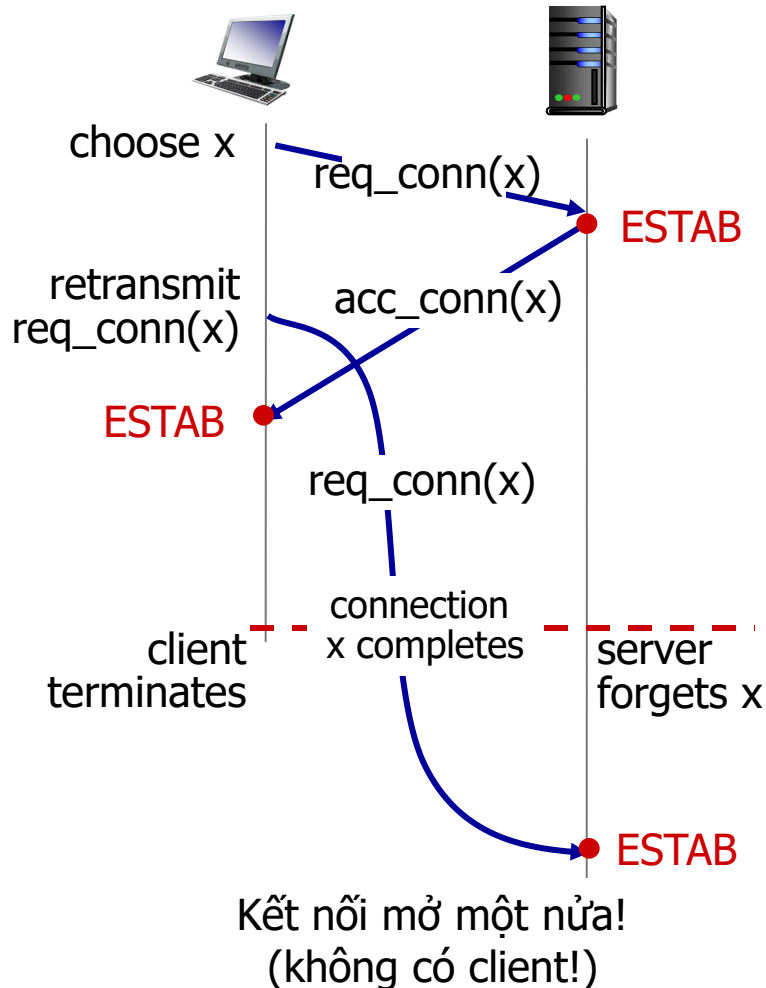 choose x
req_conn(x)
ESTAB
retransmit
req_conn(x)
acc_conn(x)
ESTAB
req_conn(x)
connection
x completes
client
terminates
server
forgets x
ESTAB
Kết nối mở một nửa!
(không có client!)